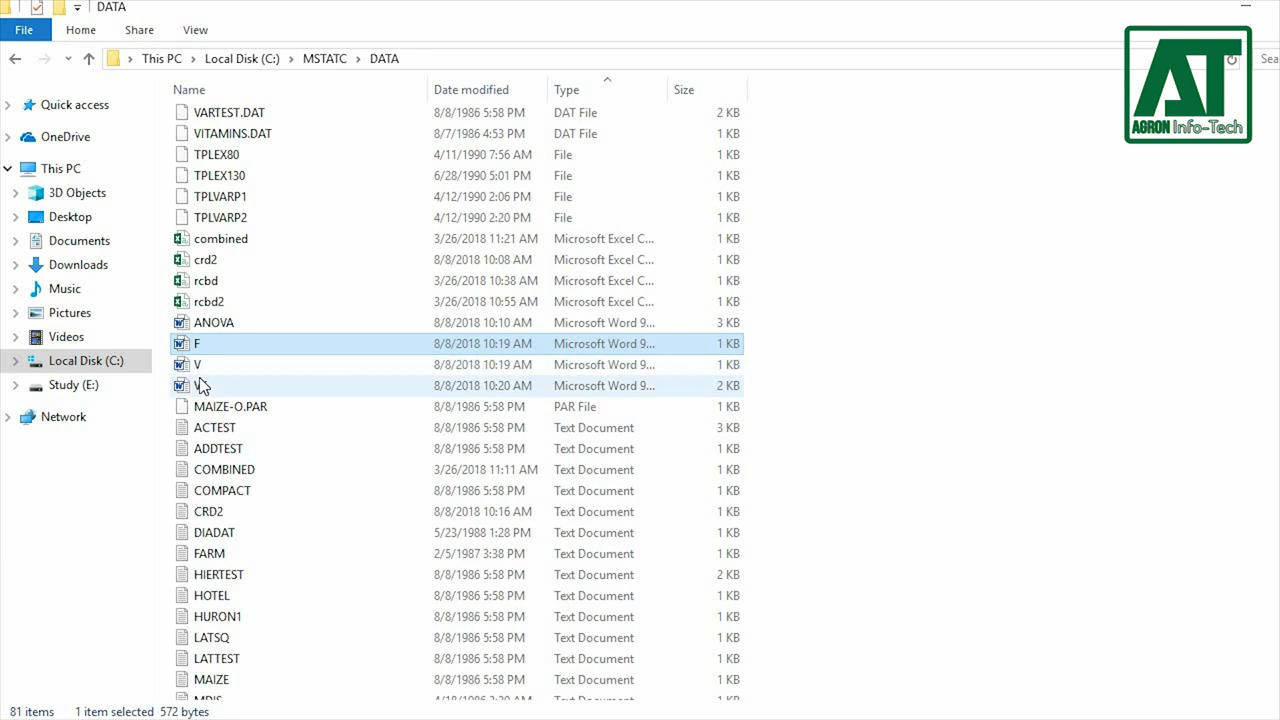 DATA
File Home Share View
This PC Local Disk (C:) MSTATC DATA Sea
Name Date modified Type Size
AT
AGRON Info-Tech
Quick access
OneDrive
This PC
3D Objects
Desktop
Documents
Downloads
Music
Pictures
Videos
Local Disk (C:)
Study (E:)
Network
VARTEST.DAT 8/8/1986 5:58 PM DAT File 2 KB
VITAMINS.DAT 8/7/1986 4:53 PM DAT File 1 KB
TPLEX80 4/11/1990 7:56 AM File 1 KB
TPLEX130 6/28/1990 5:01 PM File 1 KB
TPLVARP1 4/12/1990 2:06 PM File 1 KB
TPLVARP2 4/12/1990 2:20 PM File 1 KB
combined 3/26/2018 11:21 AM Microsoft Excel C... 1 KB
crd2 8/8/2018 10:08 AM Microsoft Excel C... 1 KB
rcbd 3/26/2018 10:38 AM Microsoft Excel C... 1 KB
rcbd2 3/26/2018 10:55 AM Microsoft Excel C... 1 KB
ANOVA 8/8/2018 10:10 AM Microsoft Word 9... 3 KB
F 8/8/2018 10:19 AM Microsoft Word 9... 1 KB
V 8/8/2018 10:19 AM Microsoft Word 9... 1 KB
8/8/2018 10:20 AM Microsoft Word 9... 2 KB
MAIZE-O.PAR 8/8/1986 5:58 PM PAR File 1 KB
ACTEST 8/8/1986 5:58 PM Text Document 3 KB
ADDTEST 8/8/1986 5:58 PM Text Document 1 KB
COMBINED 3/26/2018 11:11 AM Text Document 1 KB
COMPACT 8/8/1986 5:58 PM Text Document 1 KB
CRD2 8/8/2018 10:16 AM Text Document 1 KB
DIADAT 5/23/1988 1:28 PM Text Document 1 KB
FARM 2/5/1987 3:38 PM Text Document 1 KB
HIERTEST 8/8/1986 5:58 PM Text Document 2 KB
HOTEL 8/8/1986 5:58 PM Text Document 1 KB
HURON1 8/8/1986 5:58 PM Text Document 1 KB
LATSQ 8/8/1986 5:58 PM Text Document 1 KB
LATTEST 8/8/1986 5:58 PM Text Document 1 KB
MAIZE 8/8/1986 5:58 PM Text Document 1 KB
81 items 1 item selected 572 bytes